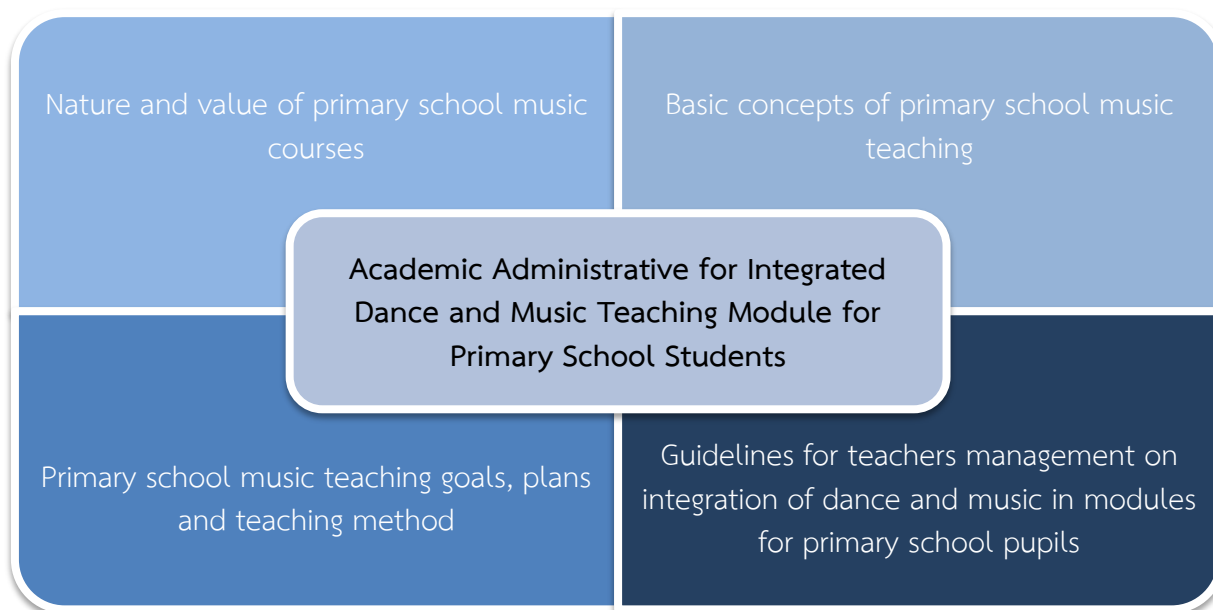 Nature and value of primary school music
courses
Basic concepts of primary school music
teaching
Academic Administrative for Integrated
Dance and Music Teaching Module for
Primary School Students
Primary school music teaching goals, plans
and teaching method
Guidelines for teachers management on
integration of dance and music in modules
for primary school pupils